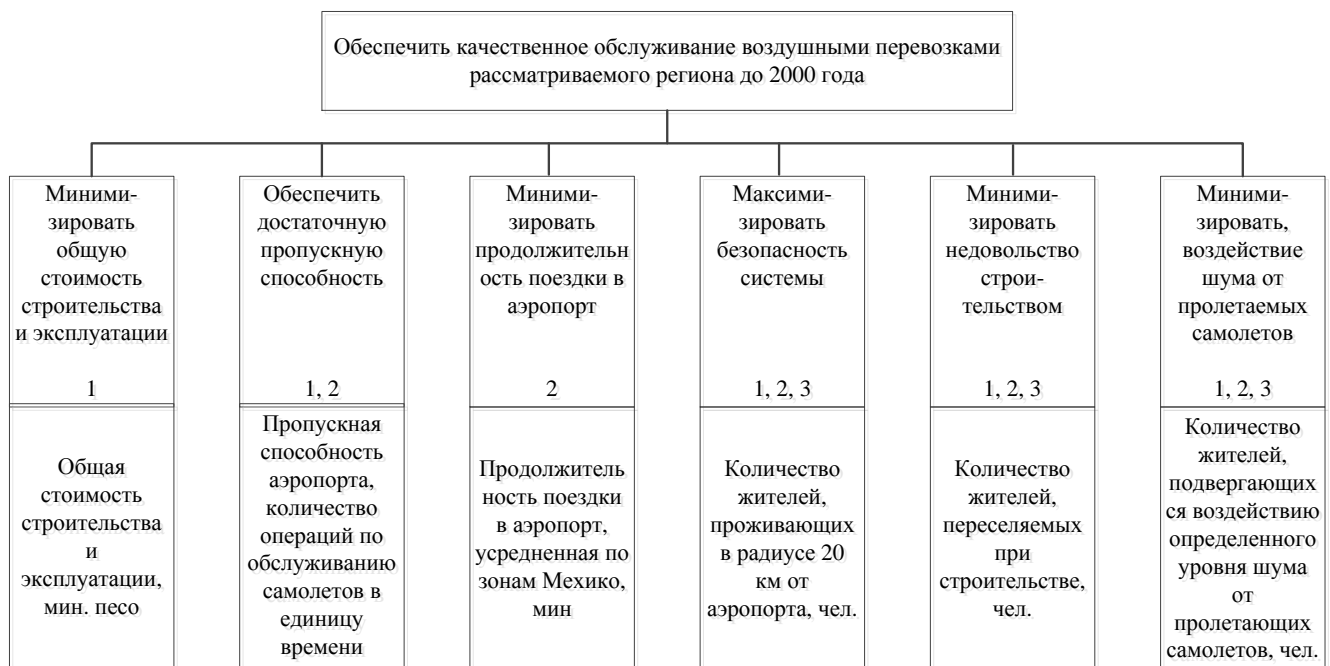 Обеспечить качественное обслуживание воздушными перевозками
рассматриваемого региона до 2000 года
Миними-
зировать
общую
стоимость
строительства
и эксплуатации
1
Обеспечить
достаточную
пропускную
способность
1, 2
Миними-
зировать
продолжительн
ость поездки в
аэропорт
2
Максими-
зировать
безопасность
системы
1, 2, 3
Миними-
зировать
недовольство
строи-
тельством
1, 2, 3
Миними-
зировать,
воздействие
шума от
пролетаемых
самолетов
1, 2, 3
Общая
стоимость
строительства
и
эксплуатации,
мин. песо
Пропускная
способность
аэропорта,
количество
операций по
обслуживанию
самолетов в
единицу
времени
Продолжитель
ность поездки
в аэропорт,
усредненная по
зонам Мехико,
мин
Количество
жителей,
проживающих
в радиусе 20
км от
аэропорта, чел.
Количество
жителей,
переселяемых
при
строительстве,
чел.
Количество
жителей,
подвергающих
ся воздействию
определенного
уровня шума
от
пролетающих
самолетов, чел.